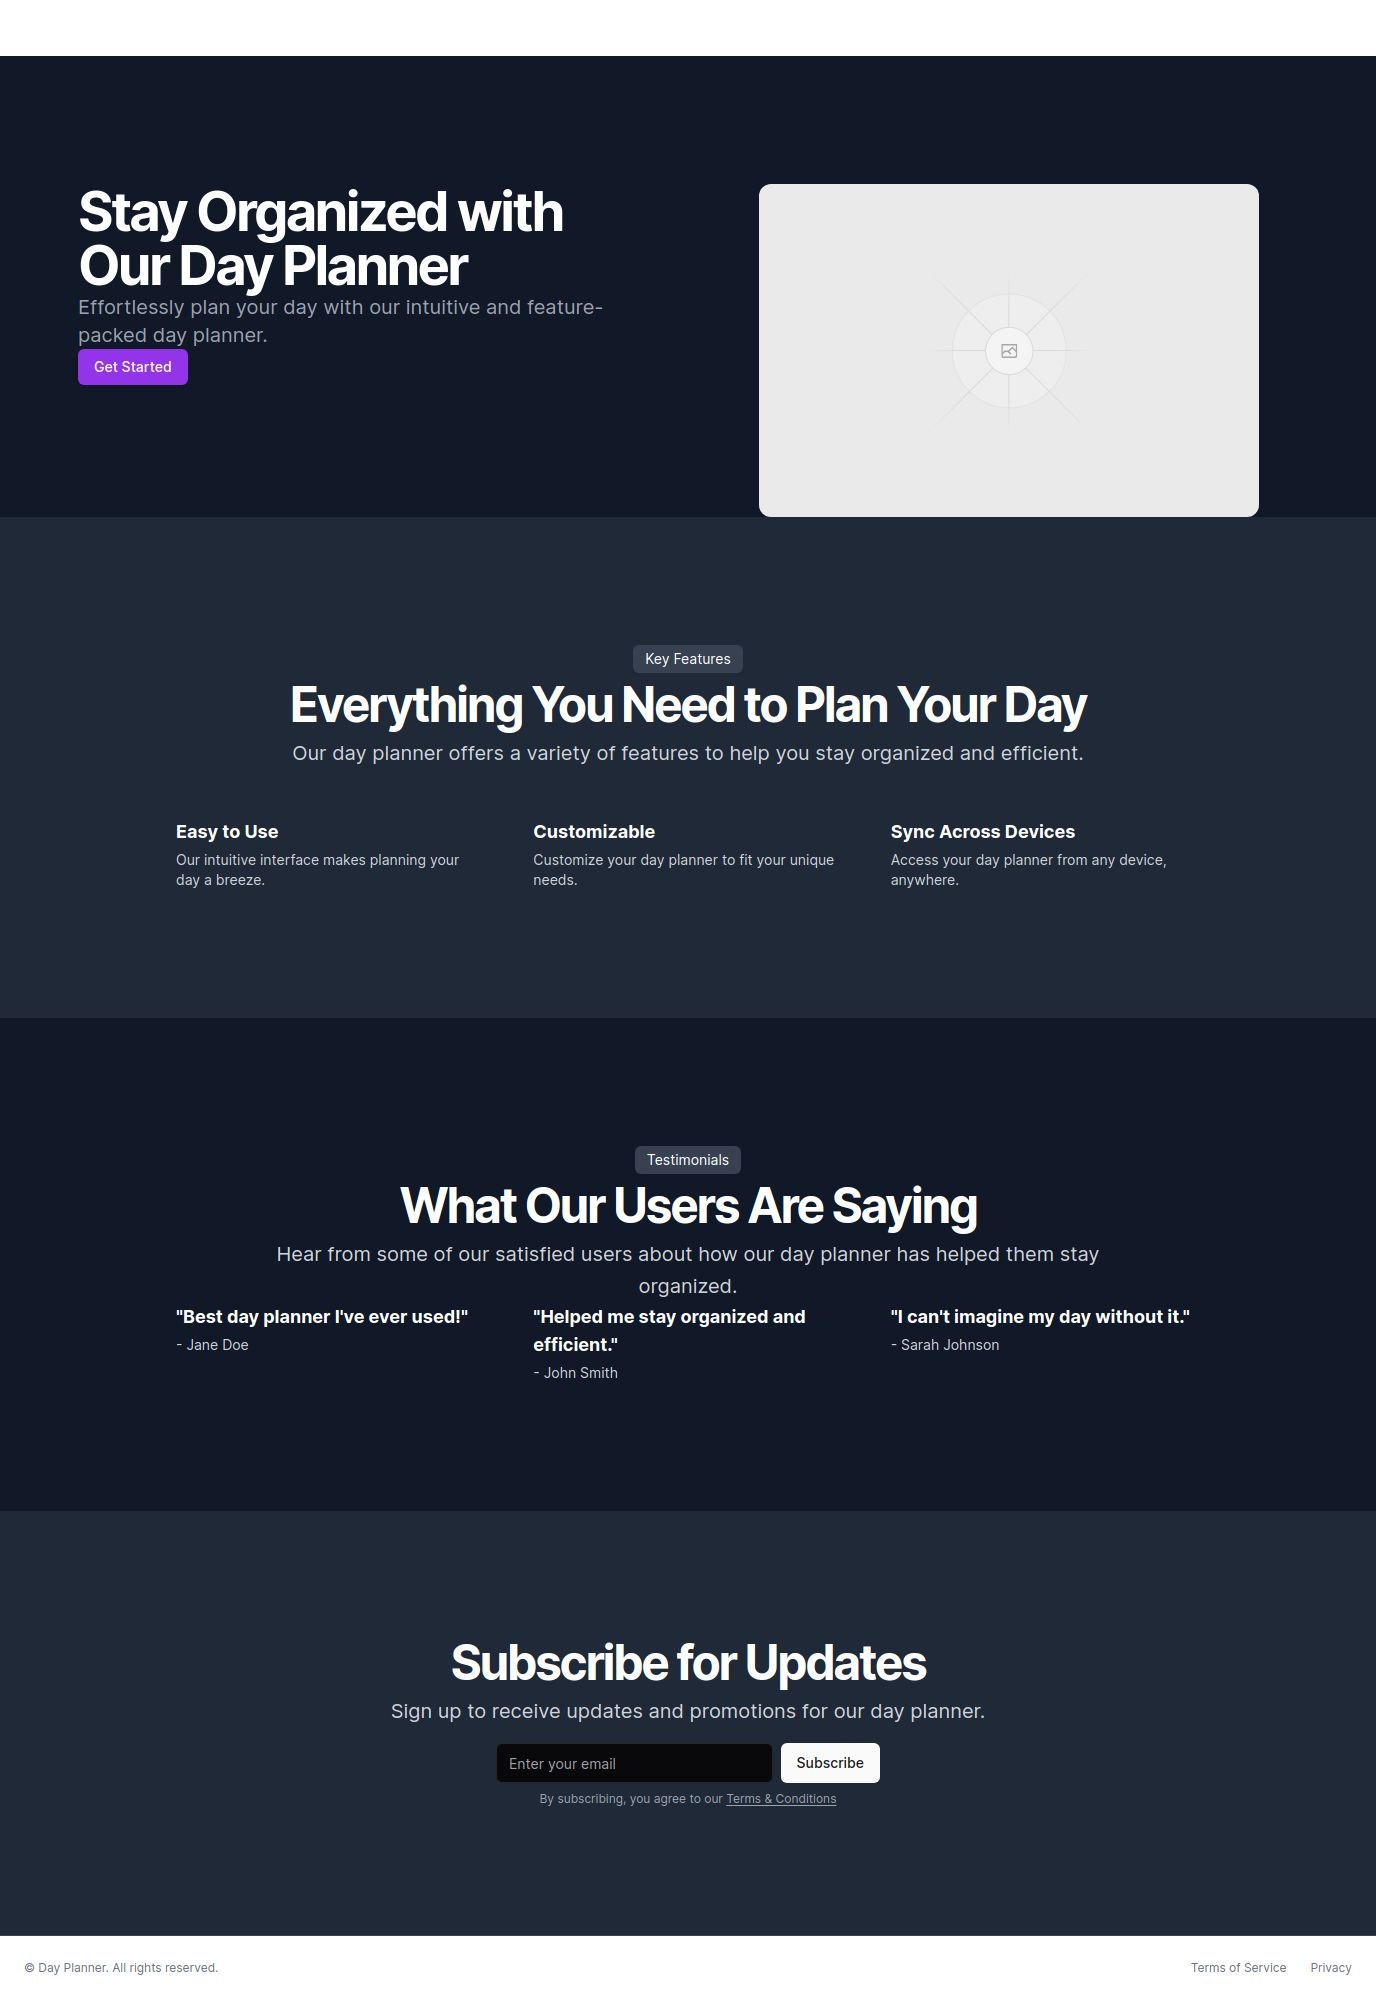 Stay Organized with
Our Day Planner
Effortlessly plan your day with our intuitive and feature-
packed day planner.
Get Started
Key Features
Everything You Need to Plan Your Day
Our day planner offers a variety of features to help you stay organized and efficient.
Easy to Use
Our intuitive interface makes planning your
day a breeze.
Customizable
Customize your day planner to fit your unique
needs.
Sync Across Devices
Access your day planner from any device,
anywhere.
Testimonials
What Our Users Are Saying
Hear from some of our satisfied users about how our day planner has helped them stay
organized.
"Best day planner I've ever used!"
- Jane Doe
"Helped me stay organized and
efficient."
- John Smith
"I can't imagine my day without it."
- Sarah Johnson
Subscribe for Updates
Sign up to receive updates and promotions for our day planner.
Enter your email
Subscribe
By subscribing, you agree to our Terms & Conditions
© Day Planner. All rights reserved.
Terms of Service
Privacy